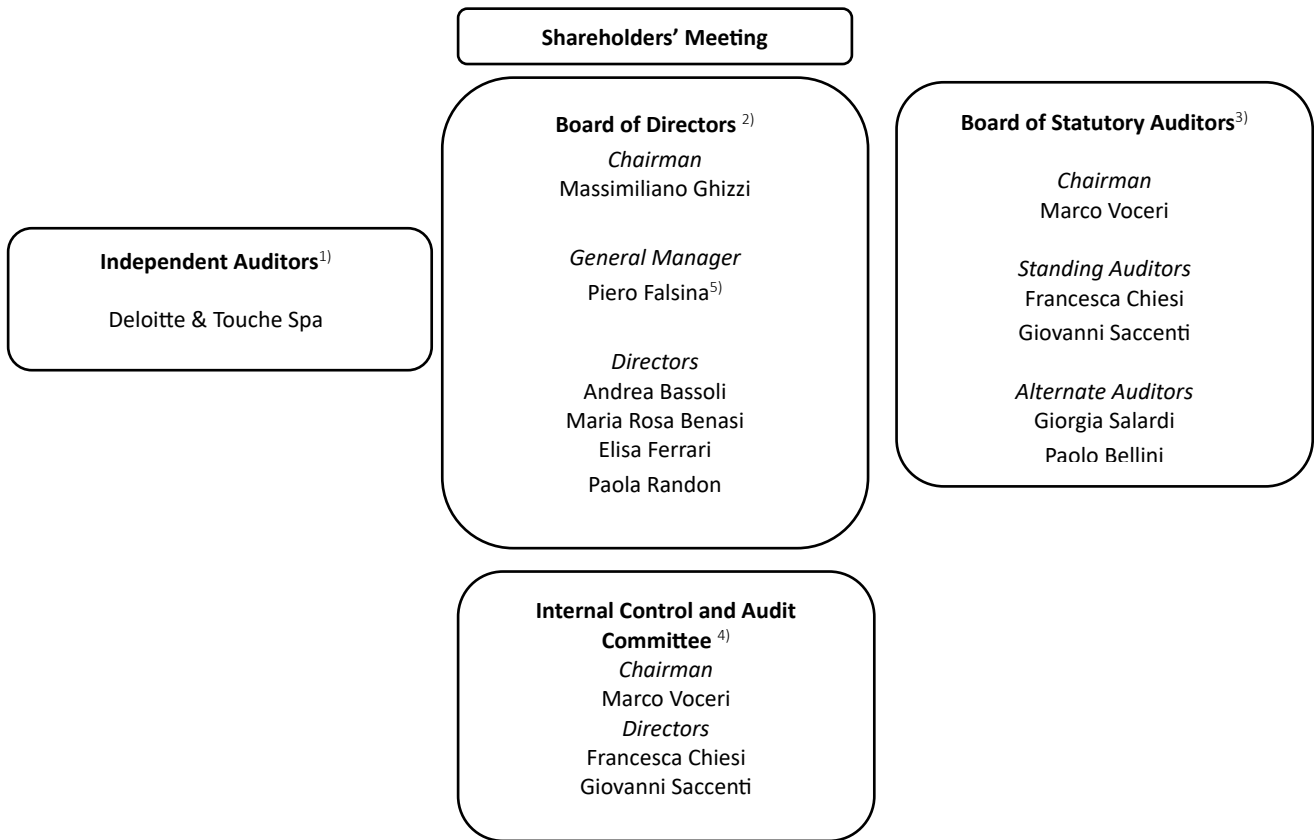 Shareholders' Meeting
Board of Directors 2)
Chairman
Massimiliano Ghizzi
General Manager
Piero Falsina5)
Directors
Andrea Bassoli
Maria Rosa Benasi
Elisa Ferrari
Paola Randon
Board of Statutory Auditors3)
Chairman
Marco Voceri
Standing Auditors
Francesca Chiesi
Giovanni Saccenti
Alternate Auditors
Giorgia Salardi
Paolo Bellini
Independent Auditors1)
Deloitte & Touche Spa
Internal Control and Audit
Committee 4)
Chairman
Marco Voceri
Directors
Francesca Chiesi
Giovanni Saccenti